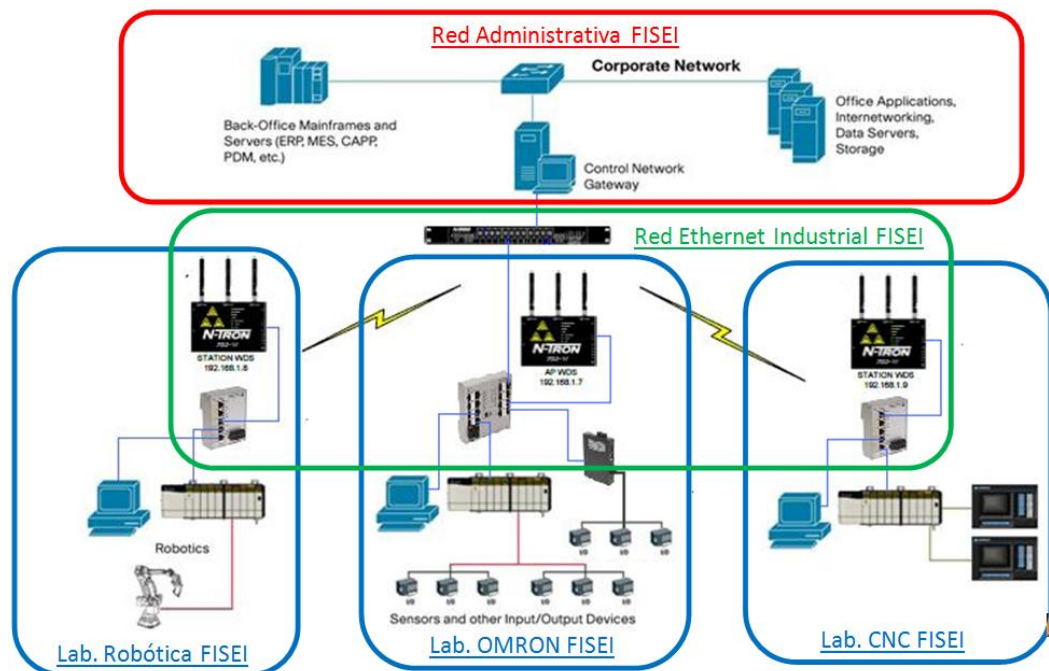 Red Administrativa FISEI
Corporate Network
Back-Office Mainframes and
Servers (ERP, MES, CAPP,
PDM, etc.)
Office Applications,
Internetworking,
Data Servers,
Storage
Control Network
Gateway
Red Ethernet Industrial FISEI
N-TRON
702-W
STATION WDS
192.168.1.8
N-TRON
702-W
AP WDS
192.168.1.7
N-TRON
702-W
STATION WDS
192.168.1.9
Robotics
I/O
I/O
I/O
I/O
I/O
I/O
I/O
I/O
I/O
Sensors and other Input/Output Devices
Lab. Robótica FISEI
Lab. OMRON FISEI
Lab. CNC FISEI